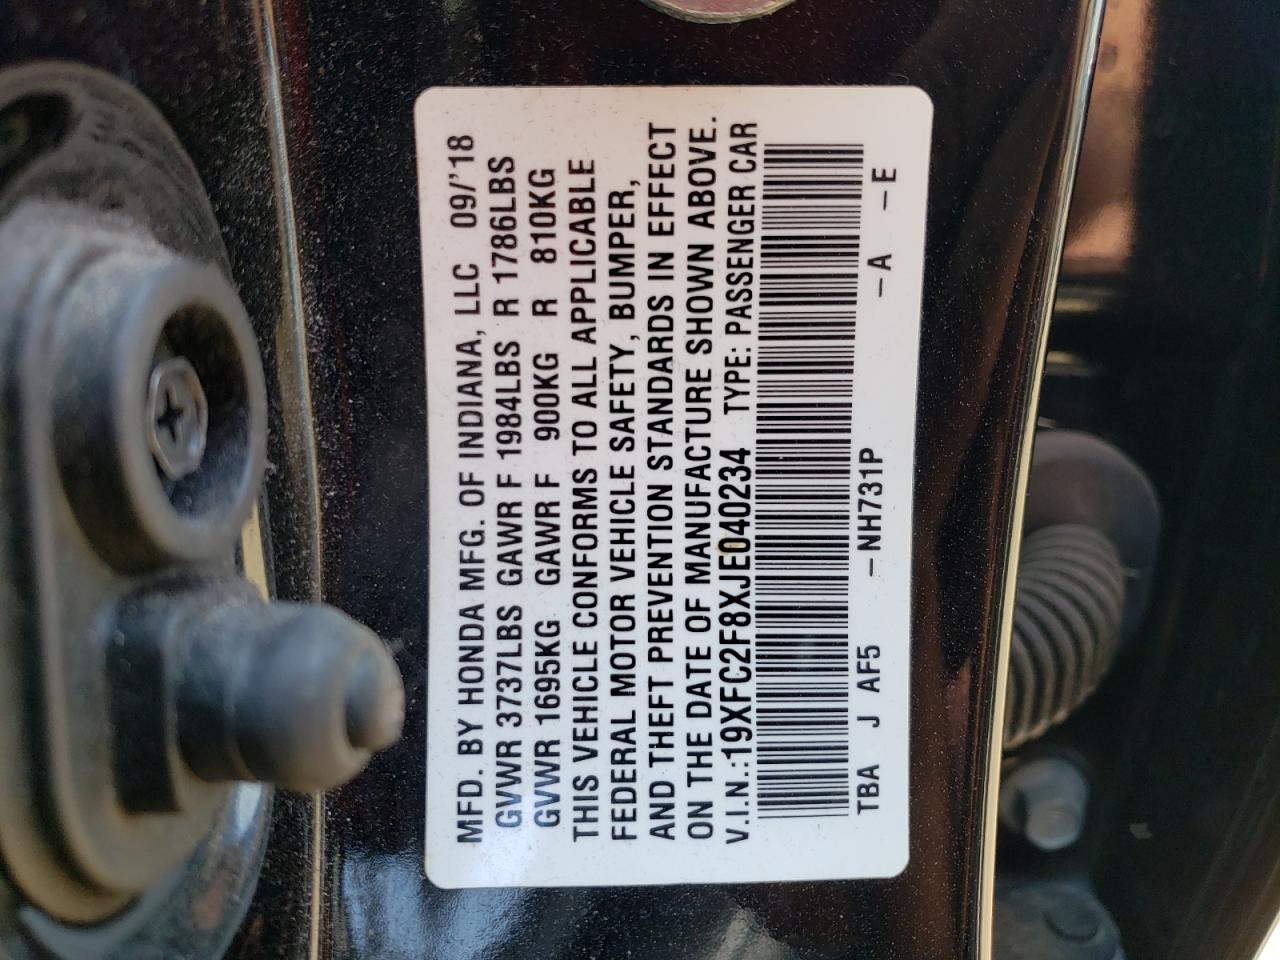 MFD. BY HONDA MFG. OF INDIANA, LLC 09/'18
GVWR 3737LBS GAWR F 1984LBS R 1786LBS
GVWR 1695KG GAWR F 900KG R 810KG
THIS VEHICLE CONFORMS TO ALL APPLICABLE
FEDERAL MOTOR VEHICLE SAFETY, BUMPER,
AND THEFT PREVENTION STANDARDS IN EFFECT
ON THE DATE OF MANUFACTURE SHOWN ABOVE.
V.I.N.:19XFC2F8XJE040234 TYPE: PASSENGER CAR
TBA J AF5 -NH731P -A -E